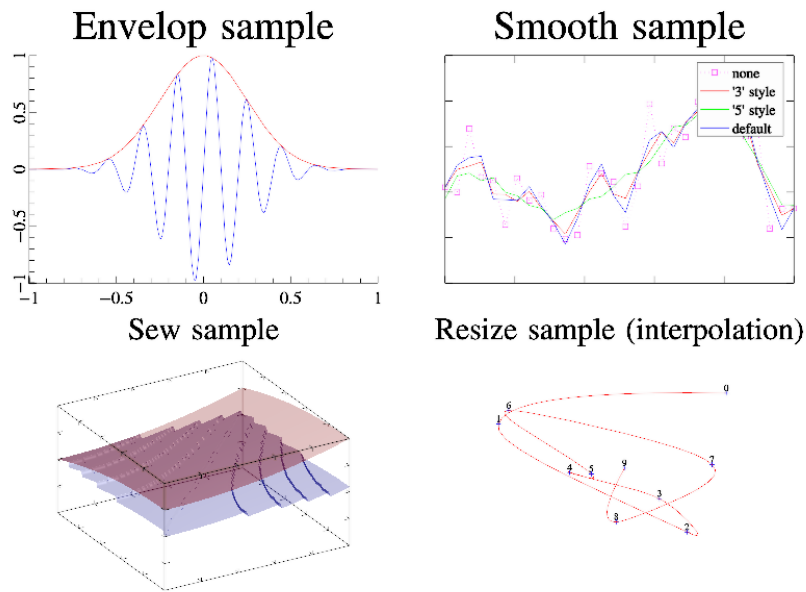 Envelop sample
Smooth sample
1
0.5
0
−0.5
−1
−1
−0.5
0
0.5
1
none
'3' style
'5' style
default
Sew sample
Resize sample (interpolation)
0
6
1
7
9
4
5
3
8
2